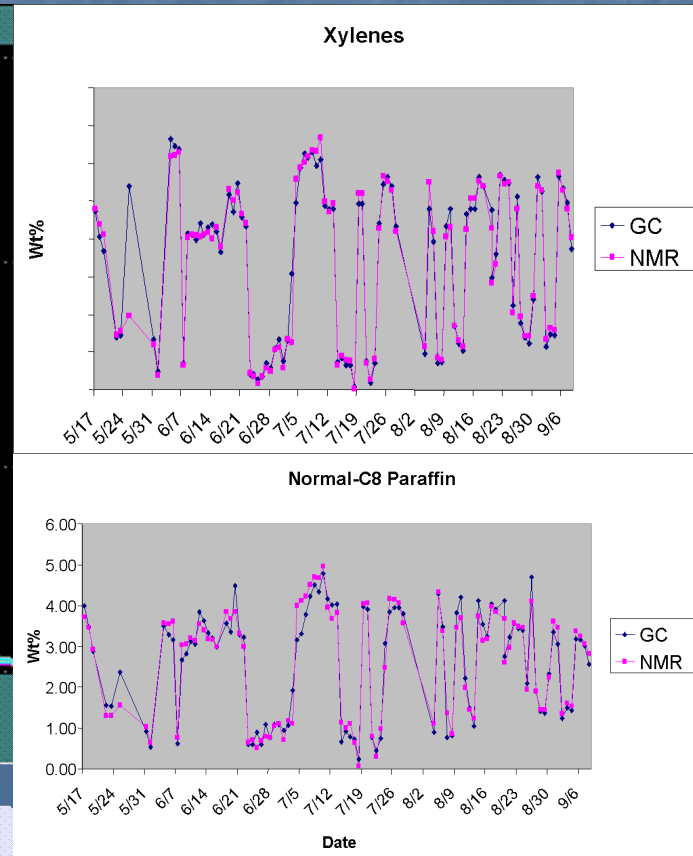 Xylenes
Wt%
GC
NMR
5/17 5/24 5/31 6/7 6/14 6/21 6/28 7/5 7/12 7/19 7/26 8/2 8/9 8/16 8/23 8/30 9/6
Normal-C8 Paraffin
6.00
5.00
4.00
3.00
2.00
1.00
0.00
Wt%
GC
NMR
5/17 5/24 5/31 6/7 6/14 6/21 6/28 7/5 7/12 7/19 7/26 8/2 8/9 8/16 8/23 8/30 9/6
Date